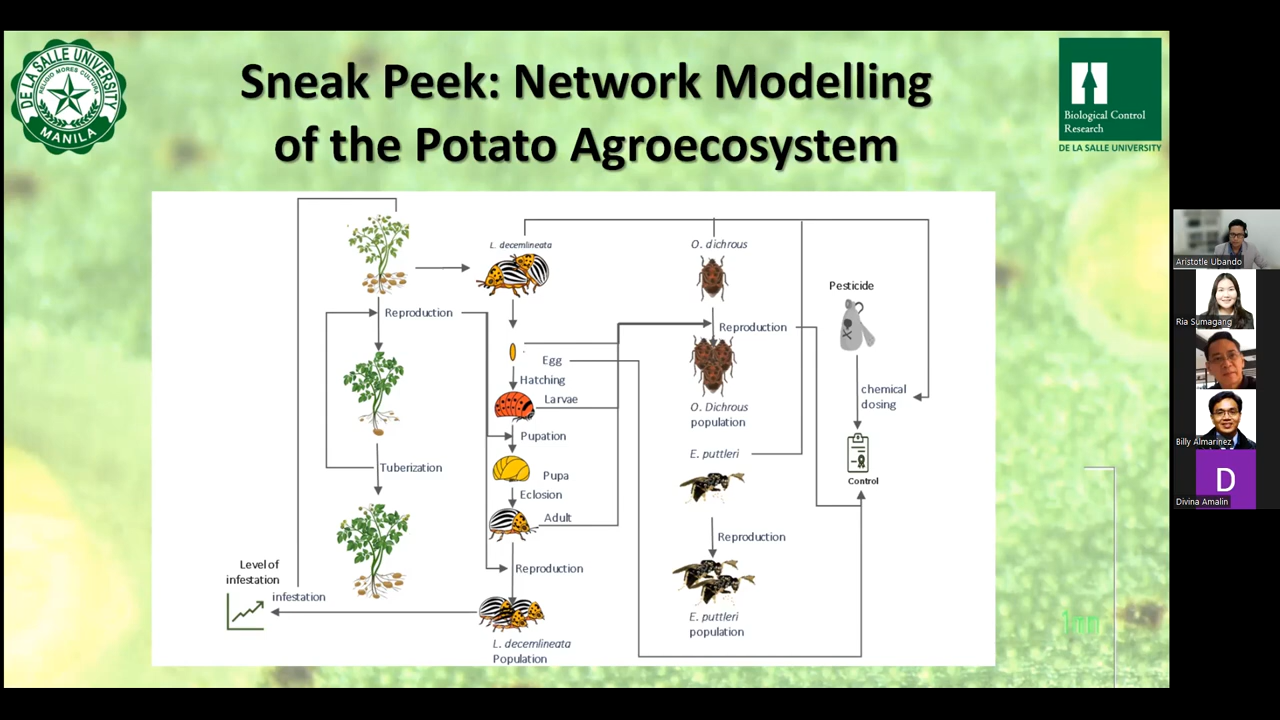 Sneak Peek: Network Modelling
of the Potato Agroecosystem
DE LA SALLE UNIVERSITY
MANILA
Biological Control
Research
DE LA SALLE UNIVERSITY
L. decemlineata
O. dichrous
Pesticide
Reproduction
Reproduction
Egg
Hatching
Larvae
chemical
dosing
O. Dichrous
population
Pupation
E. puttleri
Tuberization
Pupa
Eclosion
Control
Adult
Reproduction
Level of
infestation
infestation
Reproduction
E. puttleri
population
L. decemlineata
Population
1mm
Aristotle Ubando
Ria Sumagang
Billy Almarinez
D
Divina Amalin